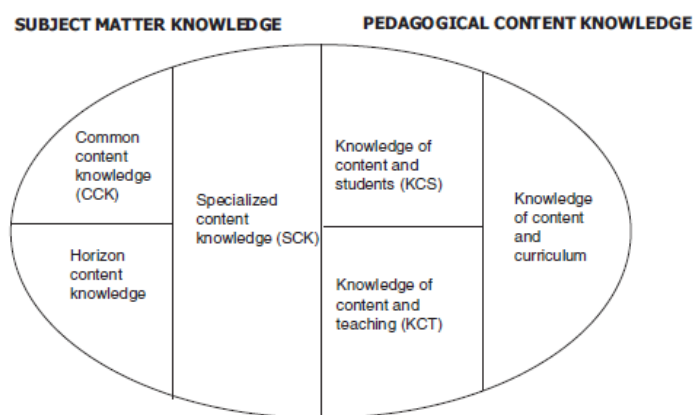 SUBJECT MATTER KNOWLEDGE
PEDAGOGICAL CONTENT KNOWLEDGE
Common
content
knowledge
(CCK)
Horizon
content
knowledge
Specialized
content
knowledge (SCK)
Knowledge of
content and
students (KCS)
Knowledge of
content and
teaching (KCT)
Knowledge
of content
and
curriculum